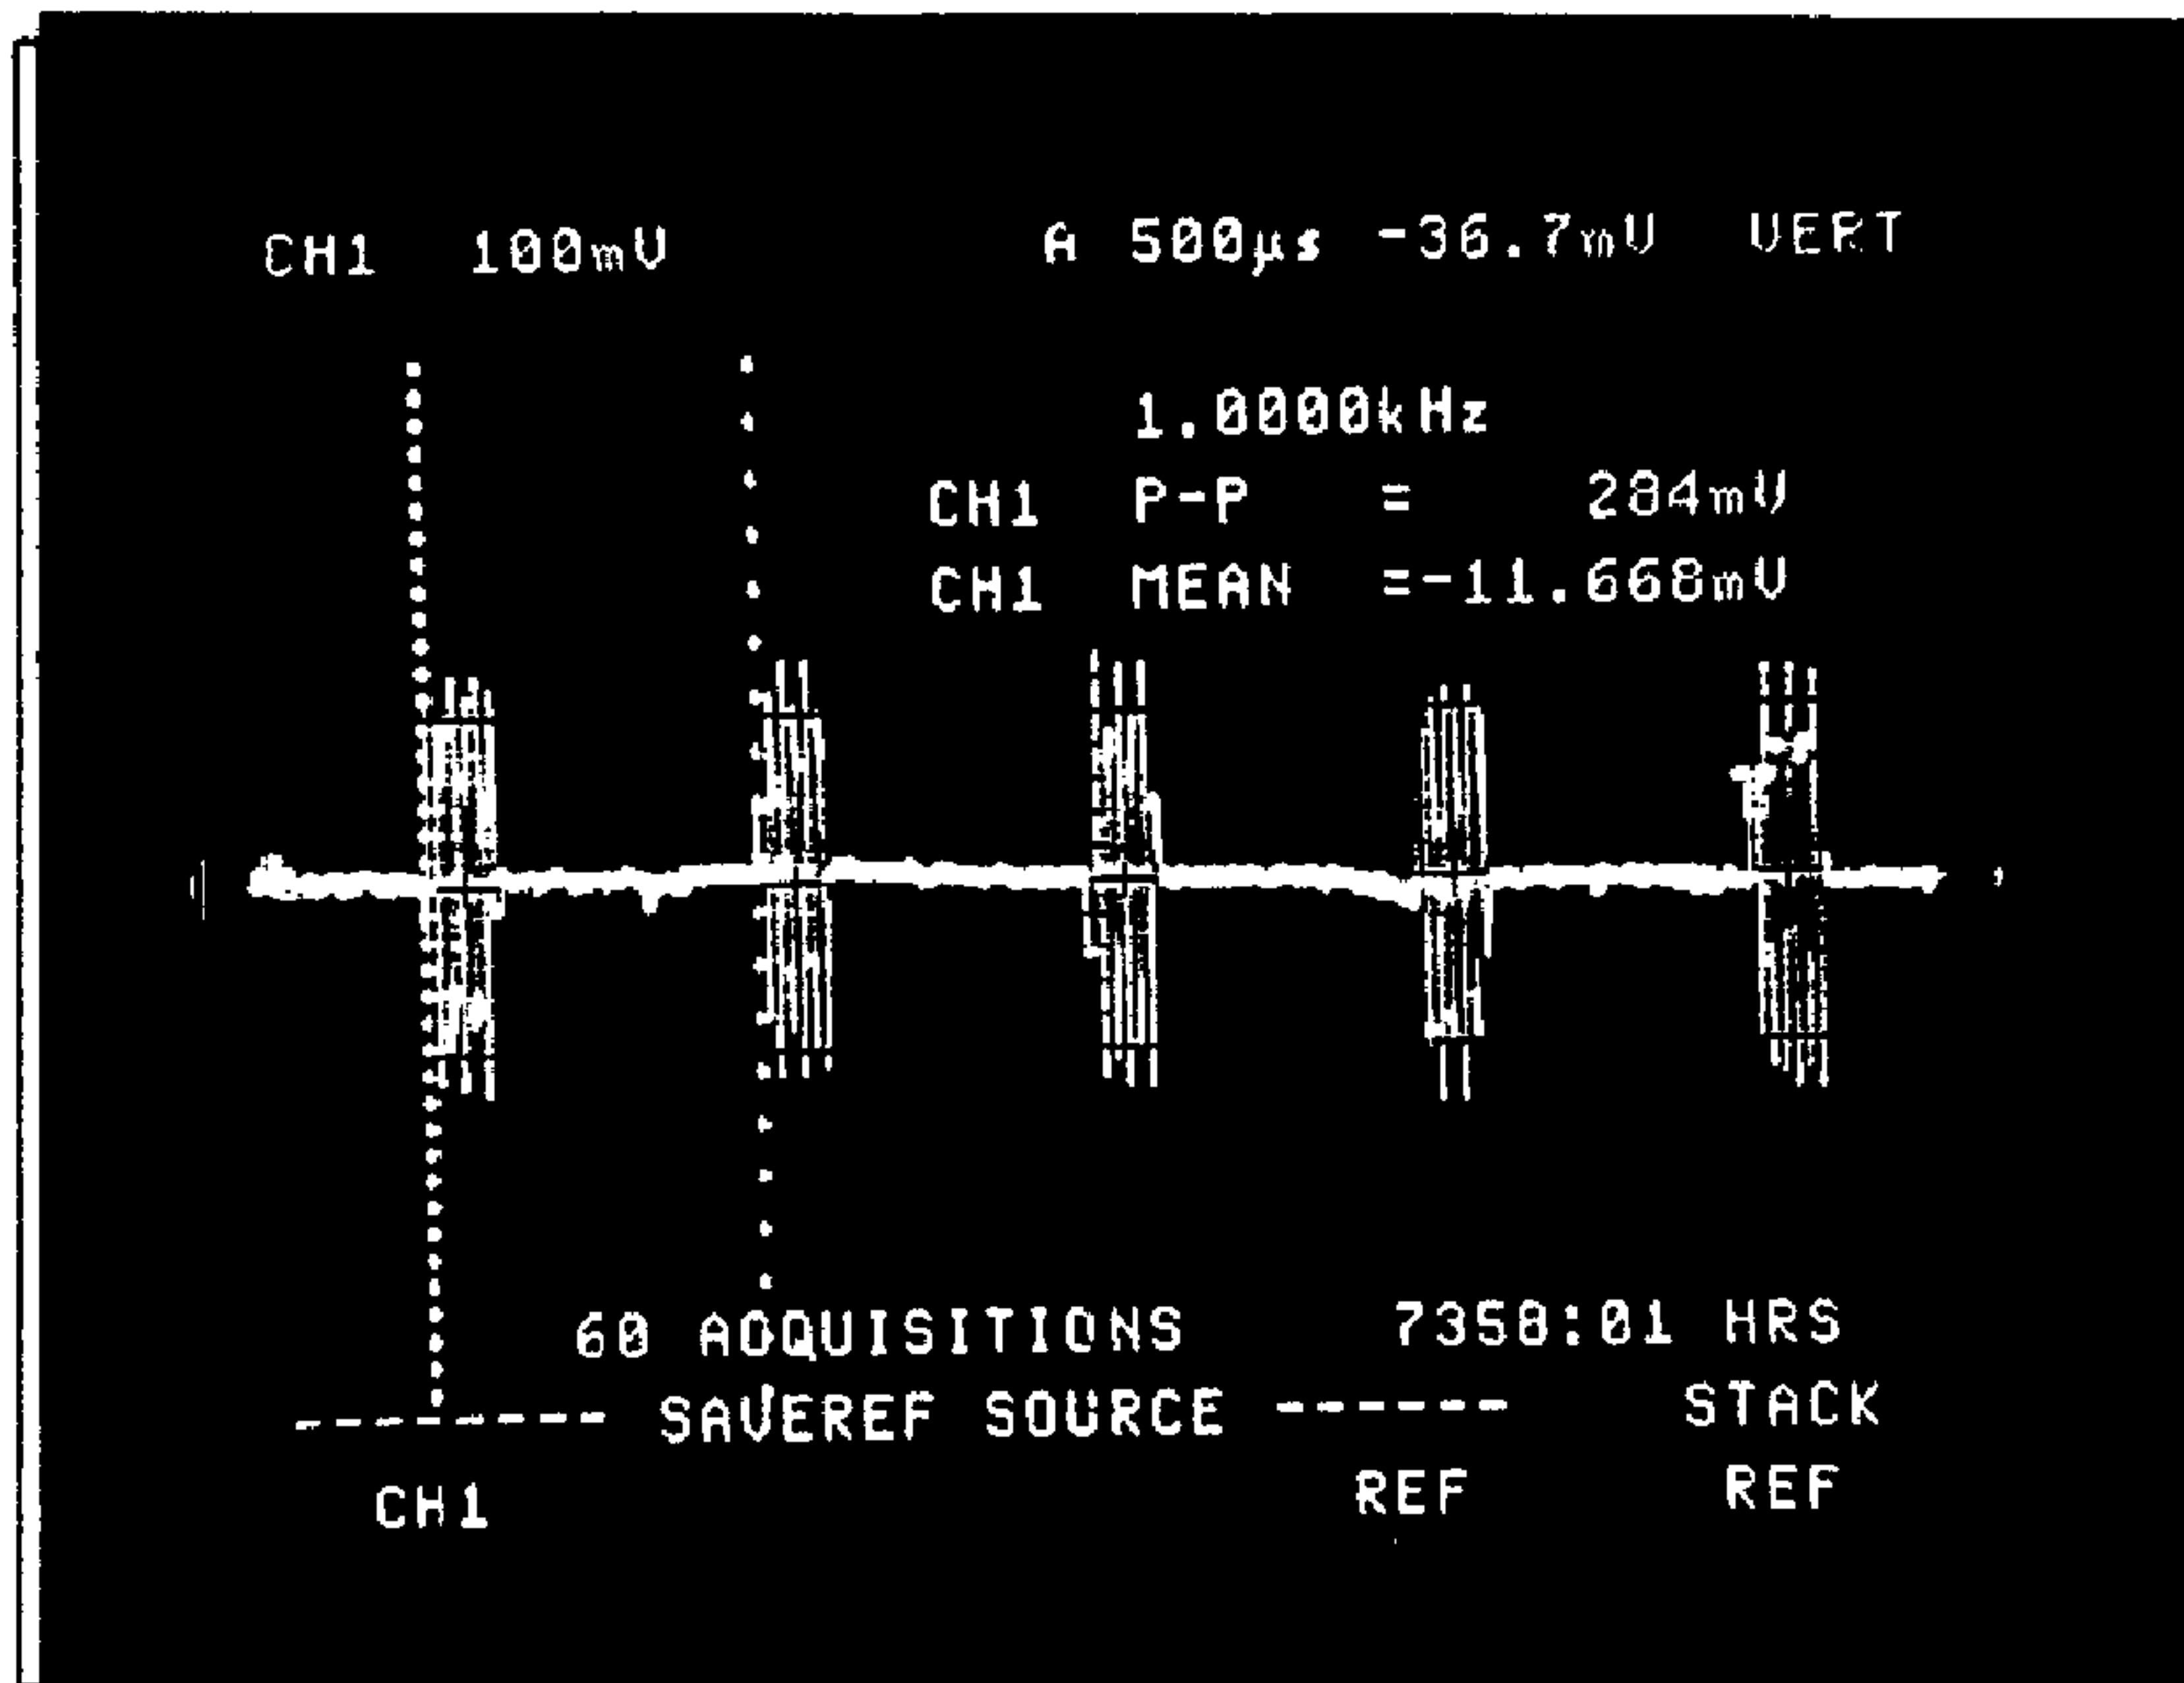 CH1 100mV A 500µs -36.7mV VERT
1.0000kHz
CH1 P-P = 284mV
CH1 MEAN =-11.668mV
1
60 ACQUISITIONS 7358:01 HRS
-------- SAVEREF SOURCE ------ STACK
CH1 REF REF